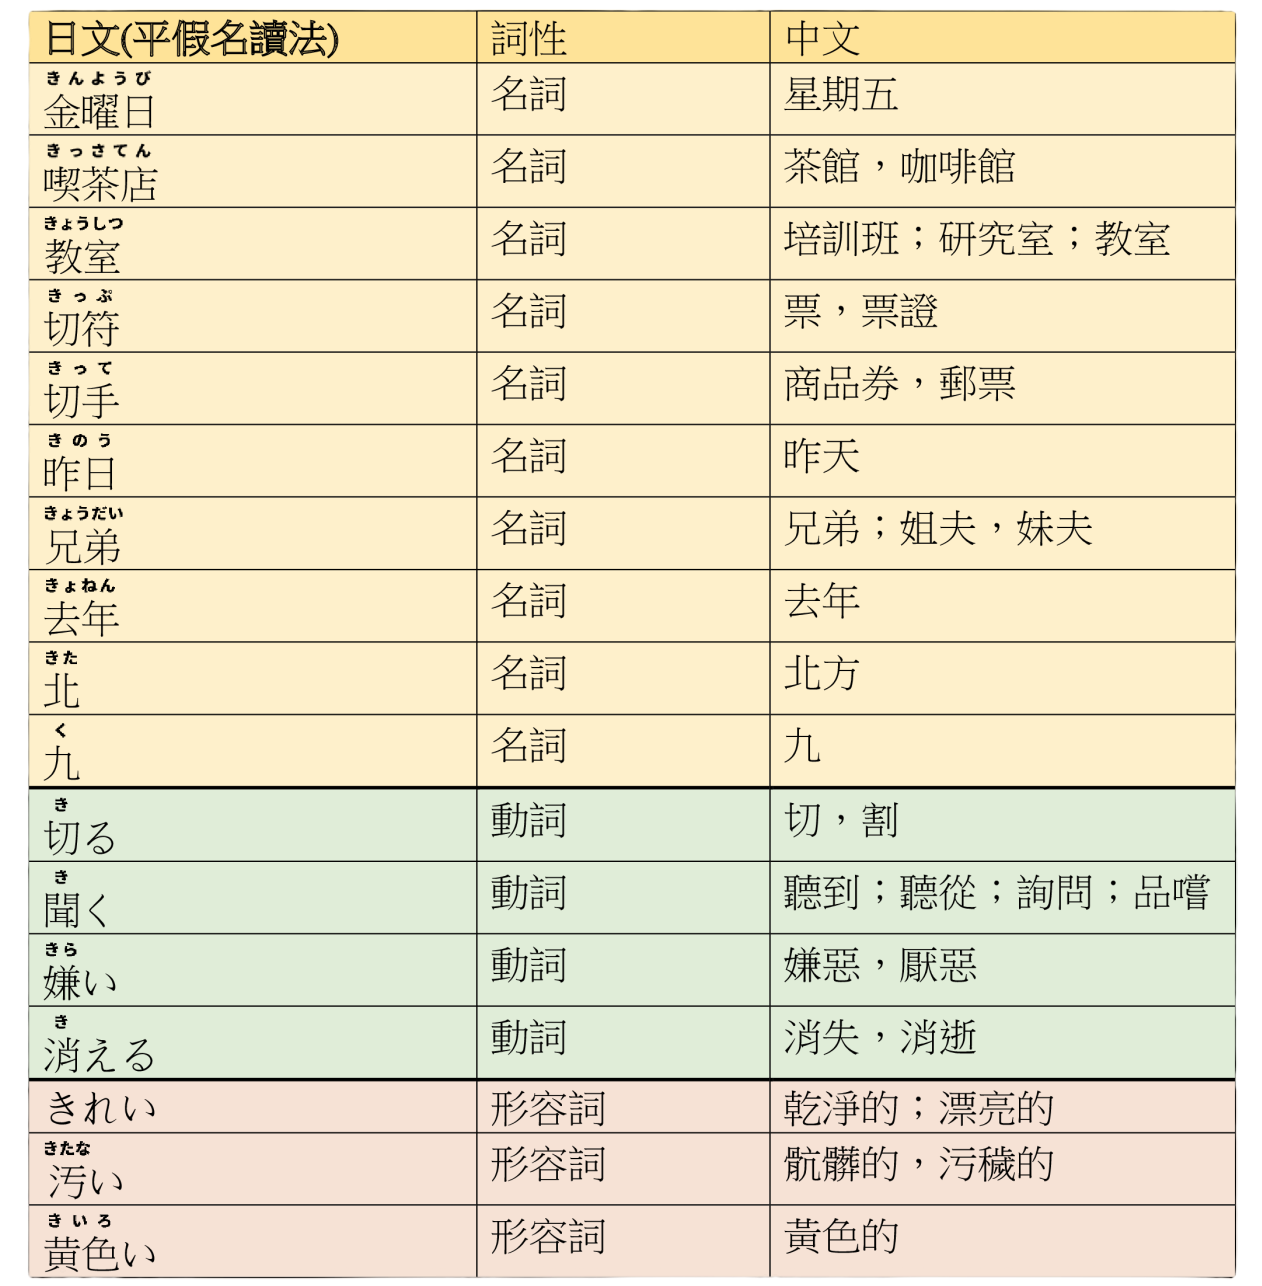 日文(平假名讀法) 詞性 中文
きんようび
金曜日 名詞 星期五
きっさてん
喫茶店 名詞 茶館，咖啡館
きょうしつ
教室 名詞 培訓班；研究室；教室
きっぷ
切符 名詞 票，票證
きって
切手 名詞 商品券，郵票
きのう
昨日 名詞 昨天
きょうだい
兄弟 名詞 兄弟；姐夫，妹夫
きょねん
去年 名詞 去年
きた
北 名詞 北方
く
九 名詞 九
き
切る 動詞 切，割
き
聞く 動詞 聽到；聽從；詢問；品嚐
きら
嫌い 動詞 嫌惡，厭惡
き
消える 動詞 消失，消逝
きれい 形容詞 乾淨的；漂亮的
きたな
汚い 形容詞 骯髒的，污穢的
きいろ
黃色い 形容詞 黃色的